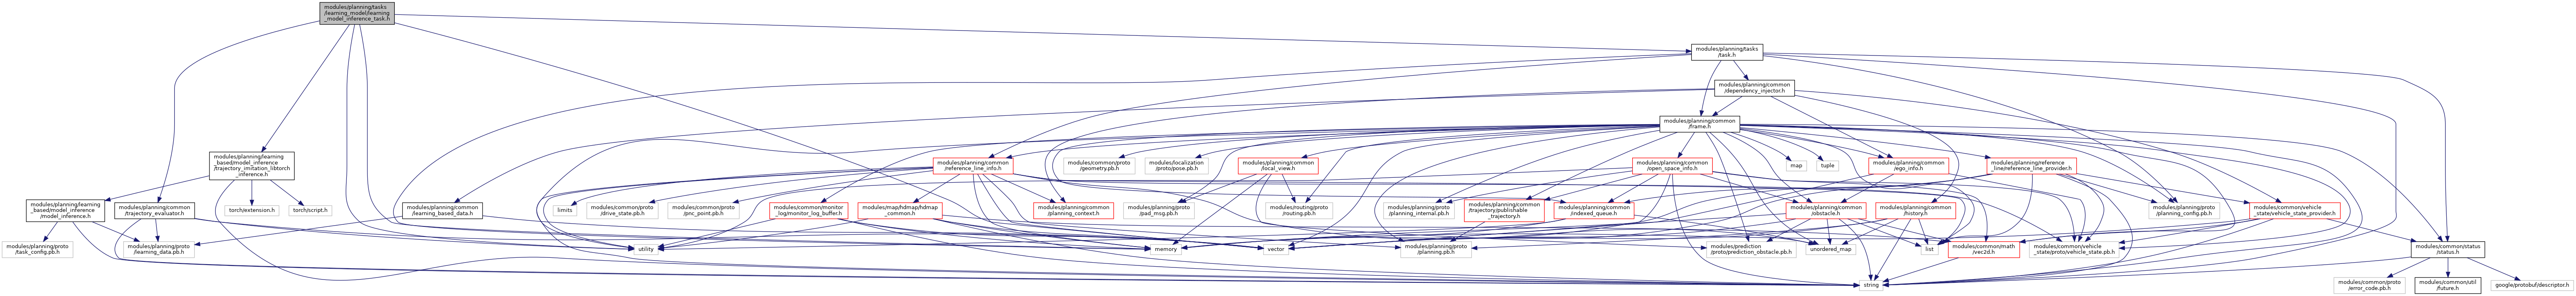 modules/planning/tasks
/learning_model/learning
_model_inference_task.h
modules/planning/tasks
/task.h
modules/planning/common
/dependency_injector.h
modules/planning/common
/frame.h
modules/planning/learning
_based/model_inference
/trajectory_imitation_libtorch
_inference.h
modules/planning/common
/reference_line_info.h
modules/common/proto
/geometry.pb.h
modules/localization
/proto/pose.pb.h
modules/planning/common
/local_view.h
modules/planning/common
/open_space_info.h
map
tuple
modules/planning/common
/ego_info.h
modules/planning/reference
_line/reference_line_provider.h
modules/planning/learning
_based/model_inference
/model_inference.h
modules/planning/common
/trajectory_evaluator.h
torch/extension.h
torch/script.h
modules/planning/common
/learning_based_data.h
limits
modules/common/proto
/drive_state.pb.h
modules/common/proto
/pnc_point.pb.h
modules/common/monitor
_log/monitor_log_buffer.h
modules/map/hdmap/hdmap
_common.h
modules/planning/common
/planning_context.h
modules/planning/proto
/pad_msg.pb.h
modules/routing/proto
/routing.pb.h
modules/planning/proto
/planning_internal.pb.h
modules/planning/common
/trajectory/publishable
_trajectory.h
modules/planning/common
/indexed_queue.h
modules/planning/common
/obstacle.h
modules/planning/common
/history.h
modules/planning/proto
/planning_config.pb.h
modules/common/vehicle
_state/vehicle_state_provider.h
modules/planning/proto
/task_config.pb.h
modules/planning/proto
/learning_data.pb.h
utility
memory
vector
modules/planning/proto
/planning.pb.h
modules/prediction
/proto/prediction_obstacle.pb.h
unordered_map
list
modules/common/math
/vec2d.h
modules/common/vehicle
_state/proto/vehicle_state.pb.h
modules/common/status
/status.h
string
modules/common/proto
/error_code.pb.h
modules/common/util
/future.h
google/protobuf/descriptor.h